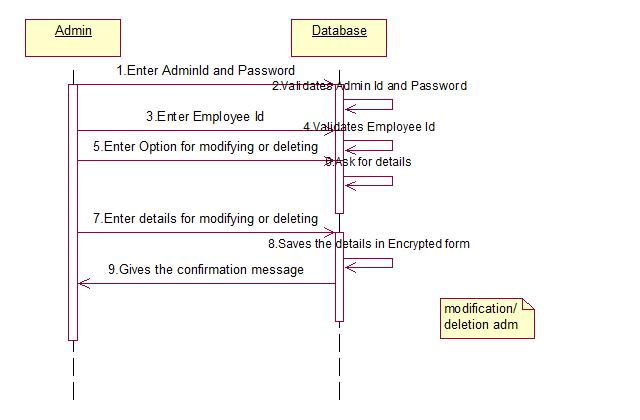 Admin
Database
1.Enter AdminId and Password
2.Validates Admin Id and Password
3.Enter Employee Id
4.Validates Employee Id
5.Enter Option for modifying or deleting
6.Ask for details
7.Enter details for modifying or deleting
8.Saves the details in Encrypted form
9.Gives the confirmation message
modification/
deletion adm